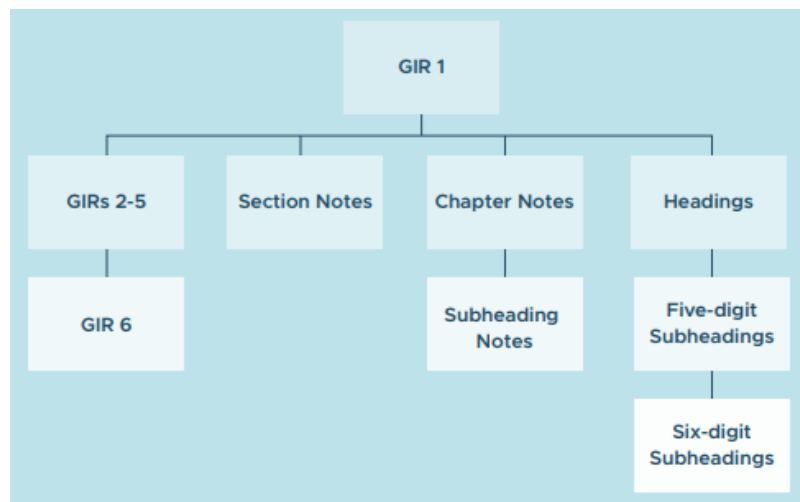 GIR 1
GIRs 2-5
Section Notes
Chapter Notes
Headings
GIR 6
Subheading
Notes
Five-digit
Subheadings
Six-digit
Subheadings